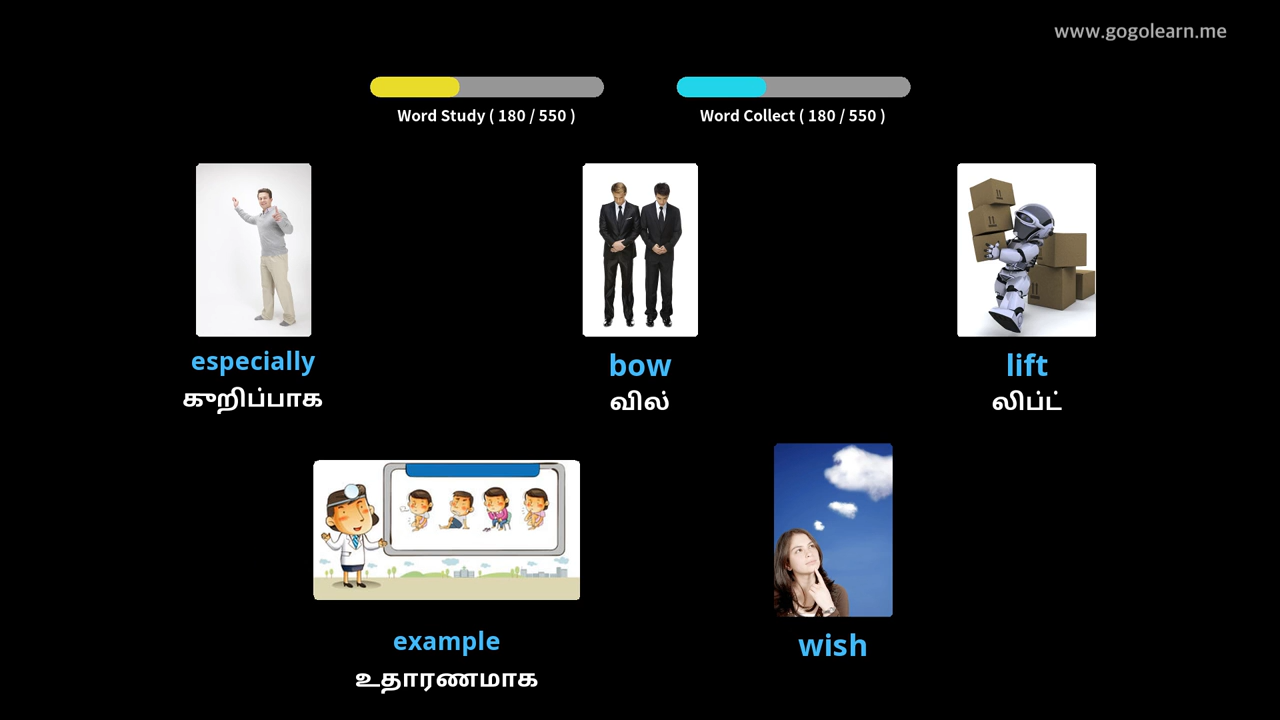 www.gogolearn.me
Word Study ( 180 / 550 )
Word Collect ( 180 / 550 )
especially
குறிப்பாக
bow
வில்
lift
லிப்ட்
example
உதாரணமாக
wish